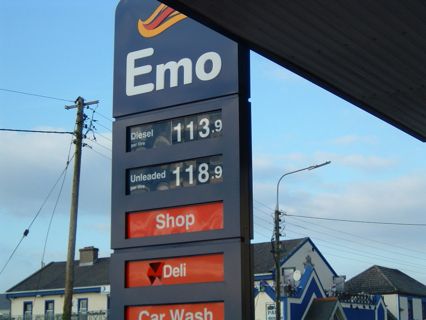 Emo
Diesel 113.9
per litre
Unleaded 118.9
per litre
Shop
Deli
Car Wash